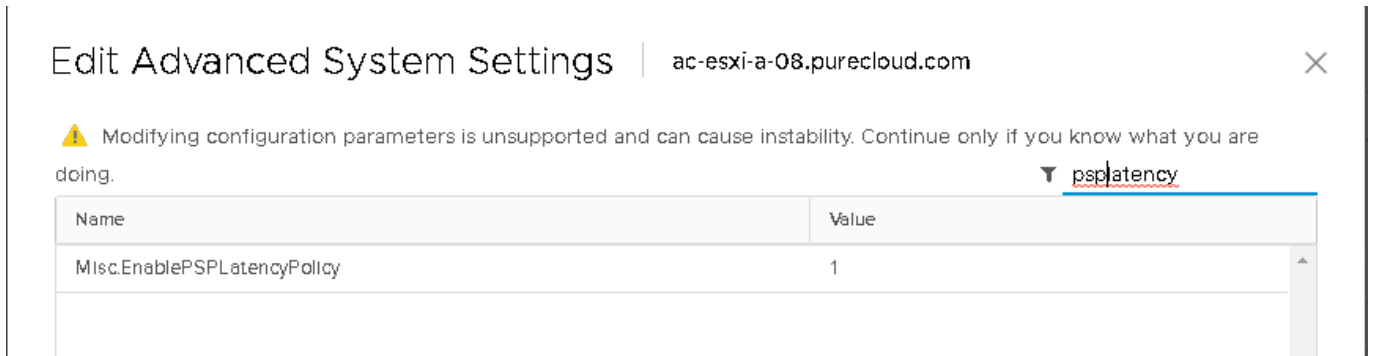 Edit Advanced System Settings ac-esxi-a-08.purecloud.com
Modifying configuration parameters is unsupported and can cause instability. Continue only if you know what you are
doing. psplatency
Name Value
Misc.EnablePSPLatencyPolicy 1